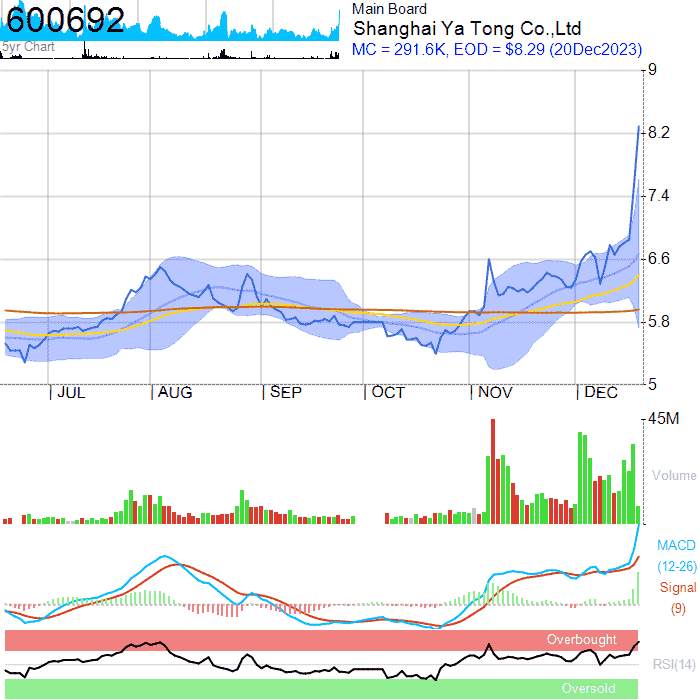 600692
5yr Chart
Main Board
Shanghai Ya Tong Co.,Ltd
MC = 291.6K, EOD = $8.29 (20Dec2023)
9
8.2
7.4
6.6
5.8
5
JUL AUG SEP OCT NOV DEC
45M
Volume
MACD
(12-26)
Signal
(9)
Overbought
RSI(14)
Oversold